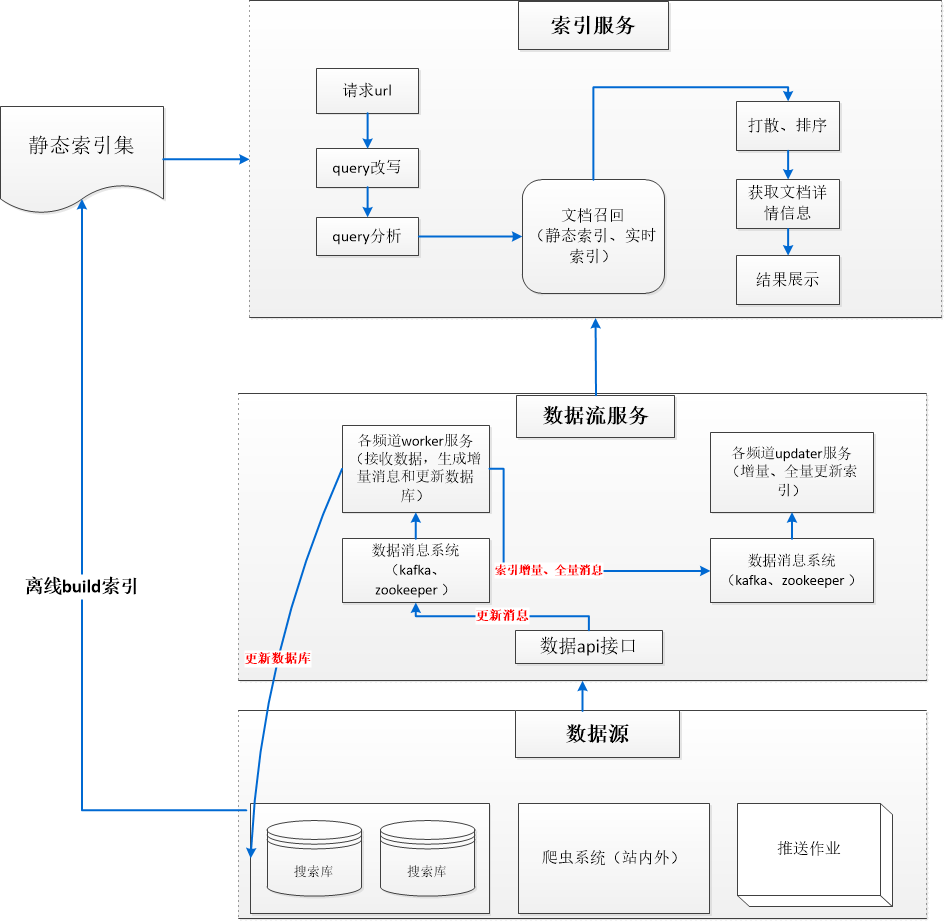 索引服务
请求url
query改写
query分析
文档召回
（静态索引、实时
索引）
打散、排序
获取文档详
情信息
结果展示
静态索引集
离线build索引
数据流服务
各频道worker服务
（接收数据，生成增
量消息和更新数据
库）
数据消息系统
（kafka、
zookeeper ）
索引增量、全量消息
各频道updater服务
（增量、全量更新索
引）
数据消息系统
（kafka、zookeeper ）
更新消息
数据api接口
更新数据库
数据源
搜索库
搜索库
爬虫系统（站内外）
推送作业